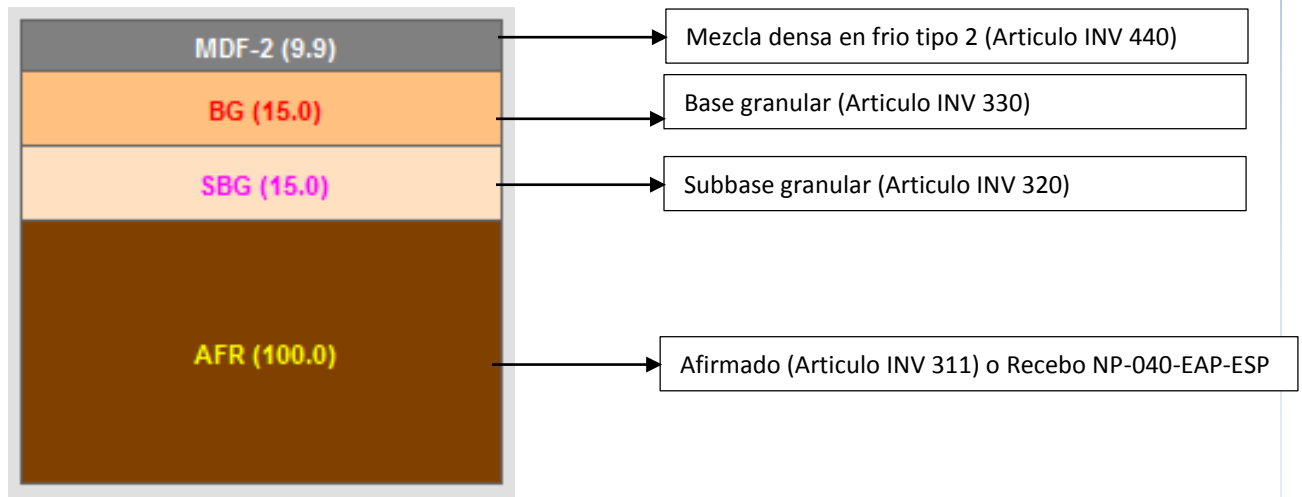 MDF-2 (9.9)
Mezcla densa en frio tipo 2 (Articulo INV 440)
BG (15.0)
Base granular (Articulo INV 330)
SBG (15.0)
Subbase granular (Articulo INV 320)
AFR (100.0)
Afirmado (Articulo INV 311) o Recebo NP-040-EAP-ESP